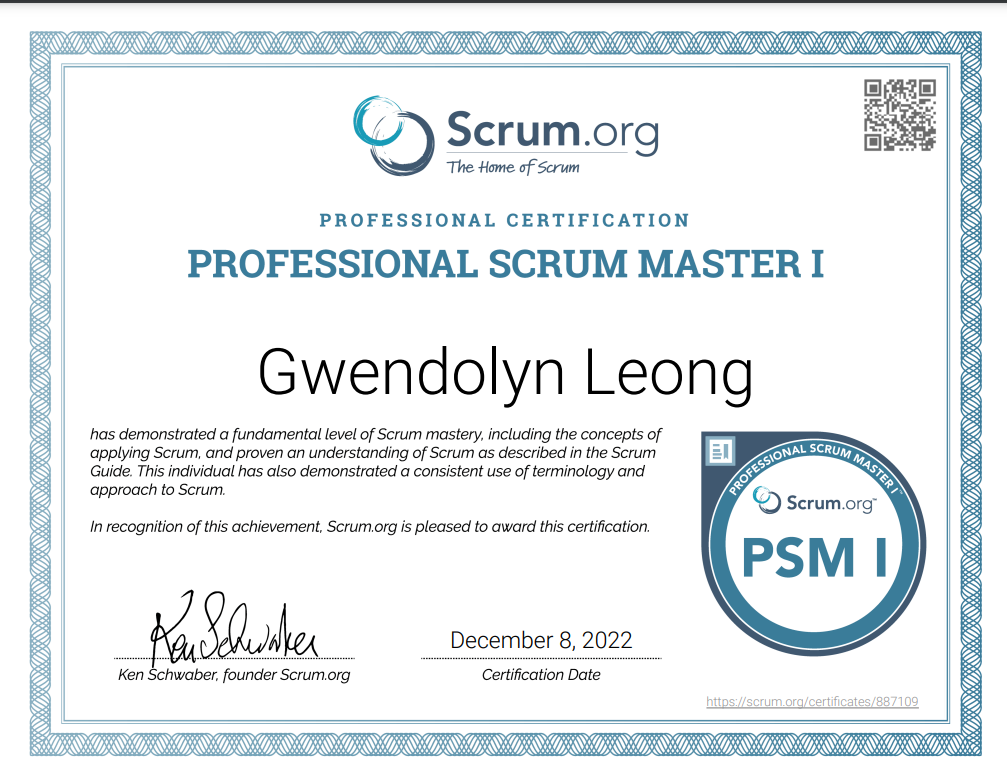 Scrum.org
The Home of Scrum
PROFESSIONAL CERTIFICATION
PROFESSIONAL SCRUM MASTER I
Gwendolyn Leong
has demonstrated a fundamental level of Scrum mastery, including the concepts of
applying Scrum, and proven an understanding of Scrum as described in the Scrum
Guide. This individual has also demonstrated a consistent use of terminology and
approach to Scrum.
In recognition of this achievement, Scrum.org is pleased to award this certification.
PROFESSIONAL SCRUM MASTER I™
Scrum.org™
PSM I
Ken Schwaber
December 8, 2022
Ken Schwaber, founder Scrum.org
Certification Date
https://scrum.org/certificates/887109